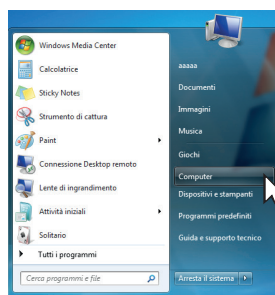 Windows Media Center
Calcolatrice
Sticky Notes
Strumento di cattura
Paint
Connessione Desktop remoto
Lente di ingrandimento
Attività iniziali
Solitario
Tutti i programmi
Cerca programmi e file
aaaaa
Documenti
Immagini
Musica
Giochi
Computer
Dispositivi e stampanti
Programmi predefiniti
Guida e supporto tecnico
Arresta il sistema